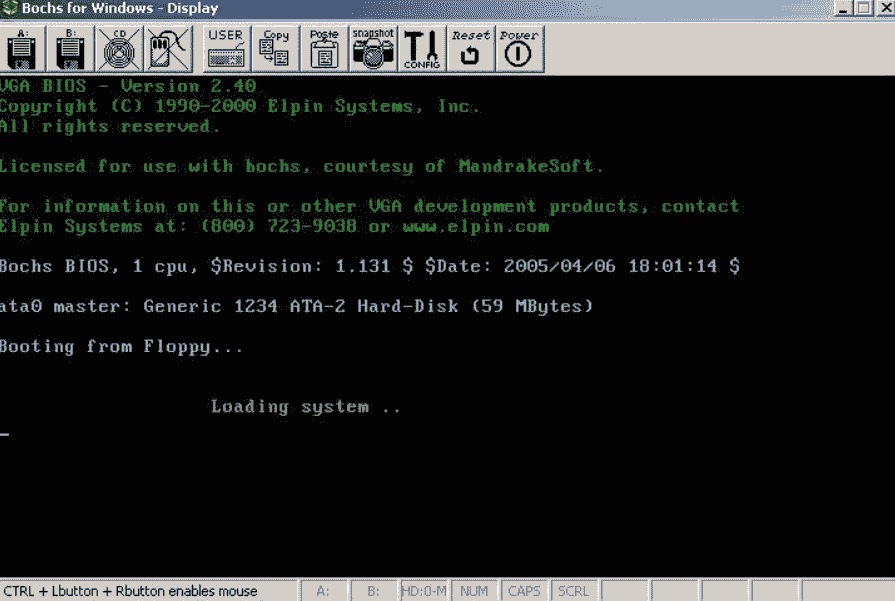 Bochs for Windows - Display
A: B: CD USER Copy Paste snapshot CONFIG Reset Power
VGA BIOS - Version 2.40
Copyright (C) 1990-2000 Elpin Systems, Inc.
All rights reserved.
Licensed for use with bochs, courtesy of MandrakeSoft.
For information on this or other VGA development products, contact
Elpin Systems at: (800) 723-9038 or www.elpin.com
Bochs BIOS, 1 cpu, $Revision: 1.131 $ $Date: 2005/04/06 18:01:14 $
ata0 master: Generic 1234 ATA-2 Hard-Disk (59 MBytes)
Booting from Floppy...
Loading system ..
CTRL + Lbutton + Rbutton enables mouse A: B: HD:0-M NUM CAPS SCRL